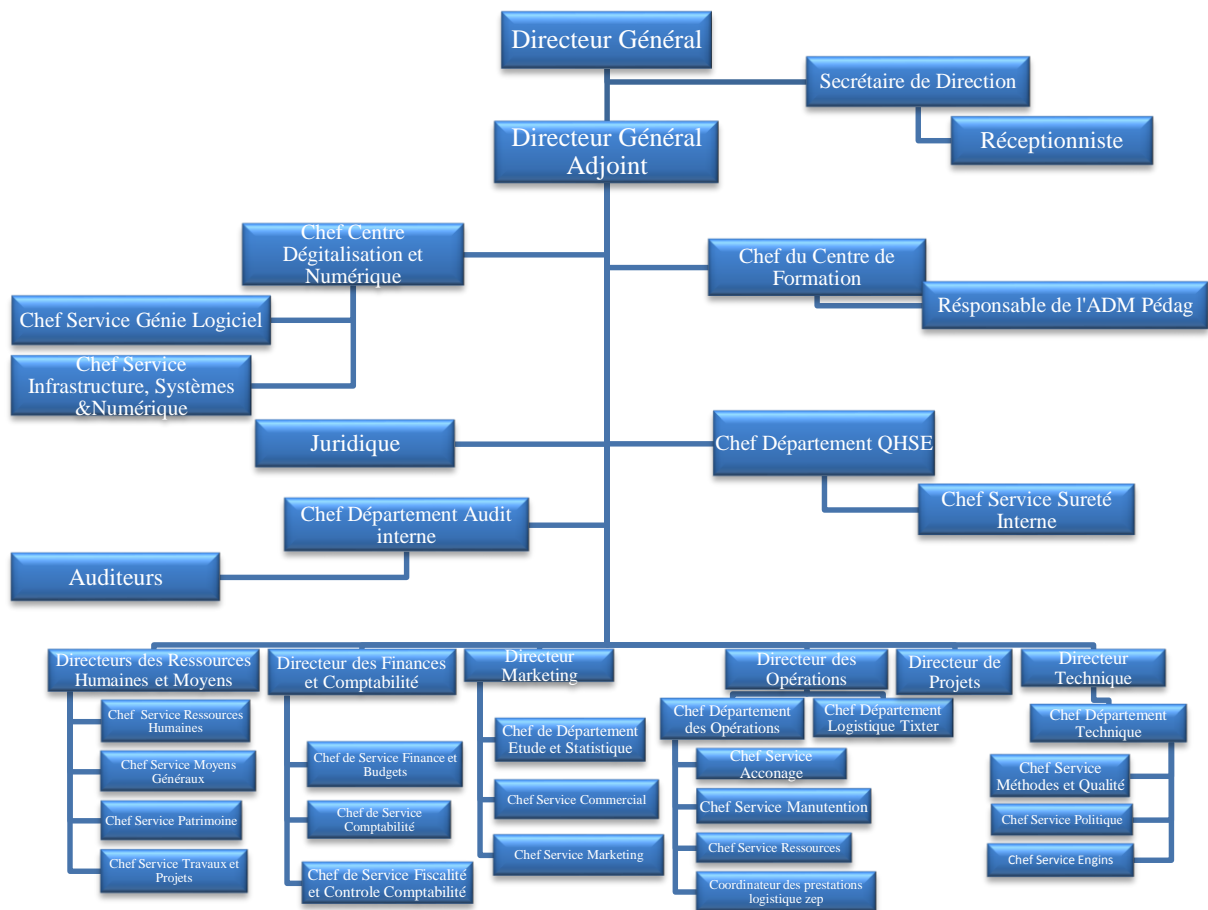 Directeur Général
Secrétaire de Direction
Réceptionniste
Directeur Général
Adjoint
Chef Centre
Dégitalisation et
Numérique
Chef du Centre de
Formation
Chef Service Génie Logiciel
Résponsable de l'ADM Pédag
Chef Service
Infrastructure, Systèmes
&Numérique
Juridique
Chef Département QHSE
Chef Département Audit
interne
Chef Service Sureté
Interne
Auditeurs
Directeurs des Ressources
Humaines et Moyens
Chef Service Ressources
Humaines
Chef Service Moyens
Généraux
Chef Service Patrimoine
Chef Service Travaux et
Projets
Directeur des Finances
et Comptabilité
Chef de Service Finance et
Budgets
Chef de Service
Comptabilité
Chef de Service Fiscalité
et Controle Comptabilité
Directeur
Marketing
Chef de Département
Etude et Statistique
Chef Service Commercial
Chef Service Marketing
Directeur des
Opérations
Chef Département
des Opérations
Chef Département
Logistique Tixter
Chef Service
Acconage
Chef Service Manutention
Chef Service Ressources
Coordinateur des prestations
logistique zep
Directeur de
Projets
Directeur
Technique
Chef Département
Technique
Chef Service
Méthodes et Qualité
Chef Service Politique
Chef Service Engins